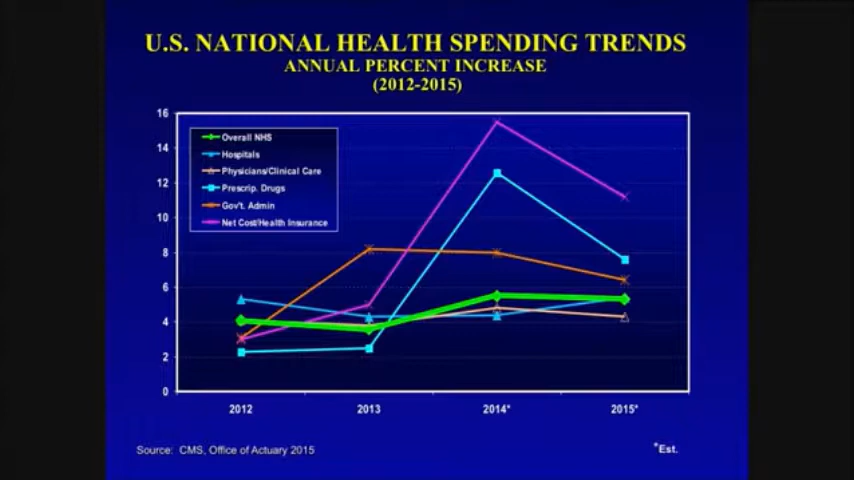 U.S. NATIONAL HEALTH SPENDING TRENDS
ANNUAL PERCENT INCREASE
(2012-2015)
16
14
12
10
8
6
4
2
0
Overall NHS
Hospitals
Physicians/Clinical Care
Prescrip. Drugs
Gov't. Admin
Net Cost/Health Insurance
2012 2013 2014* 2015*
Source: CMS, Office of Actuary 2015
*Est.